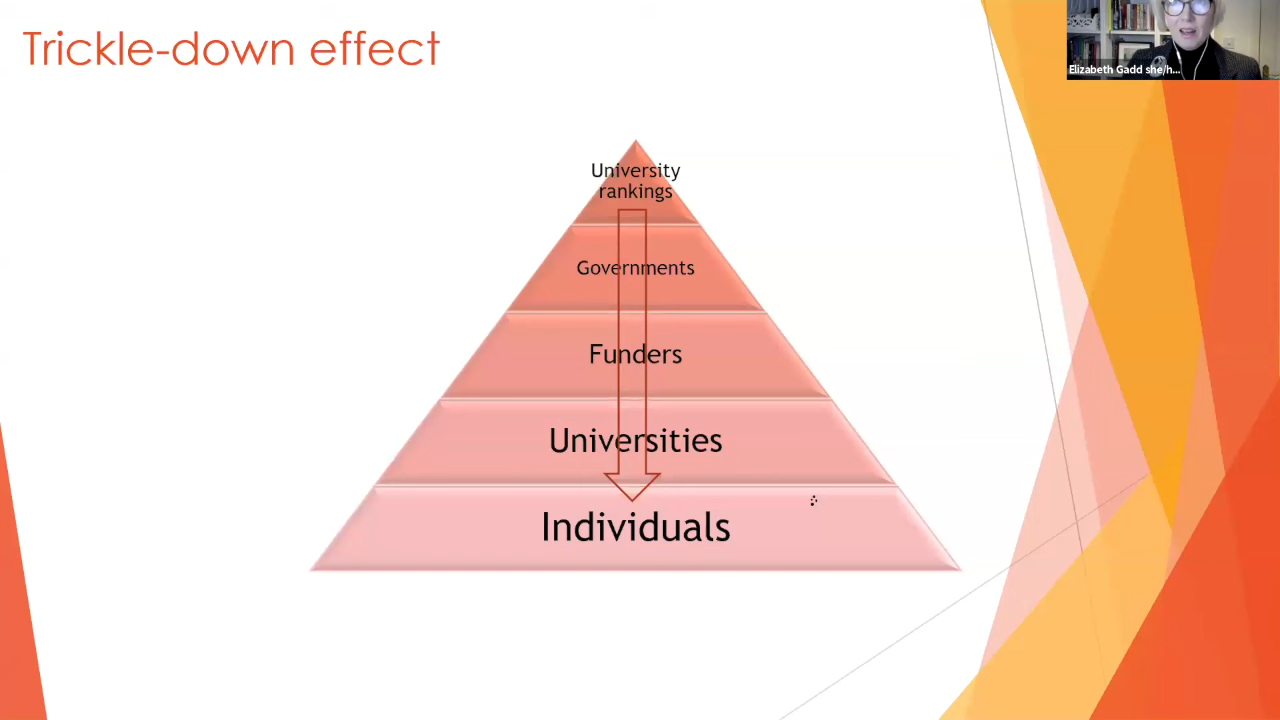 Trickle-down effect
Elizabeth Gadd she/h...
University
rankings
Governments
Funders
Universities
Individuals